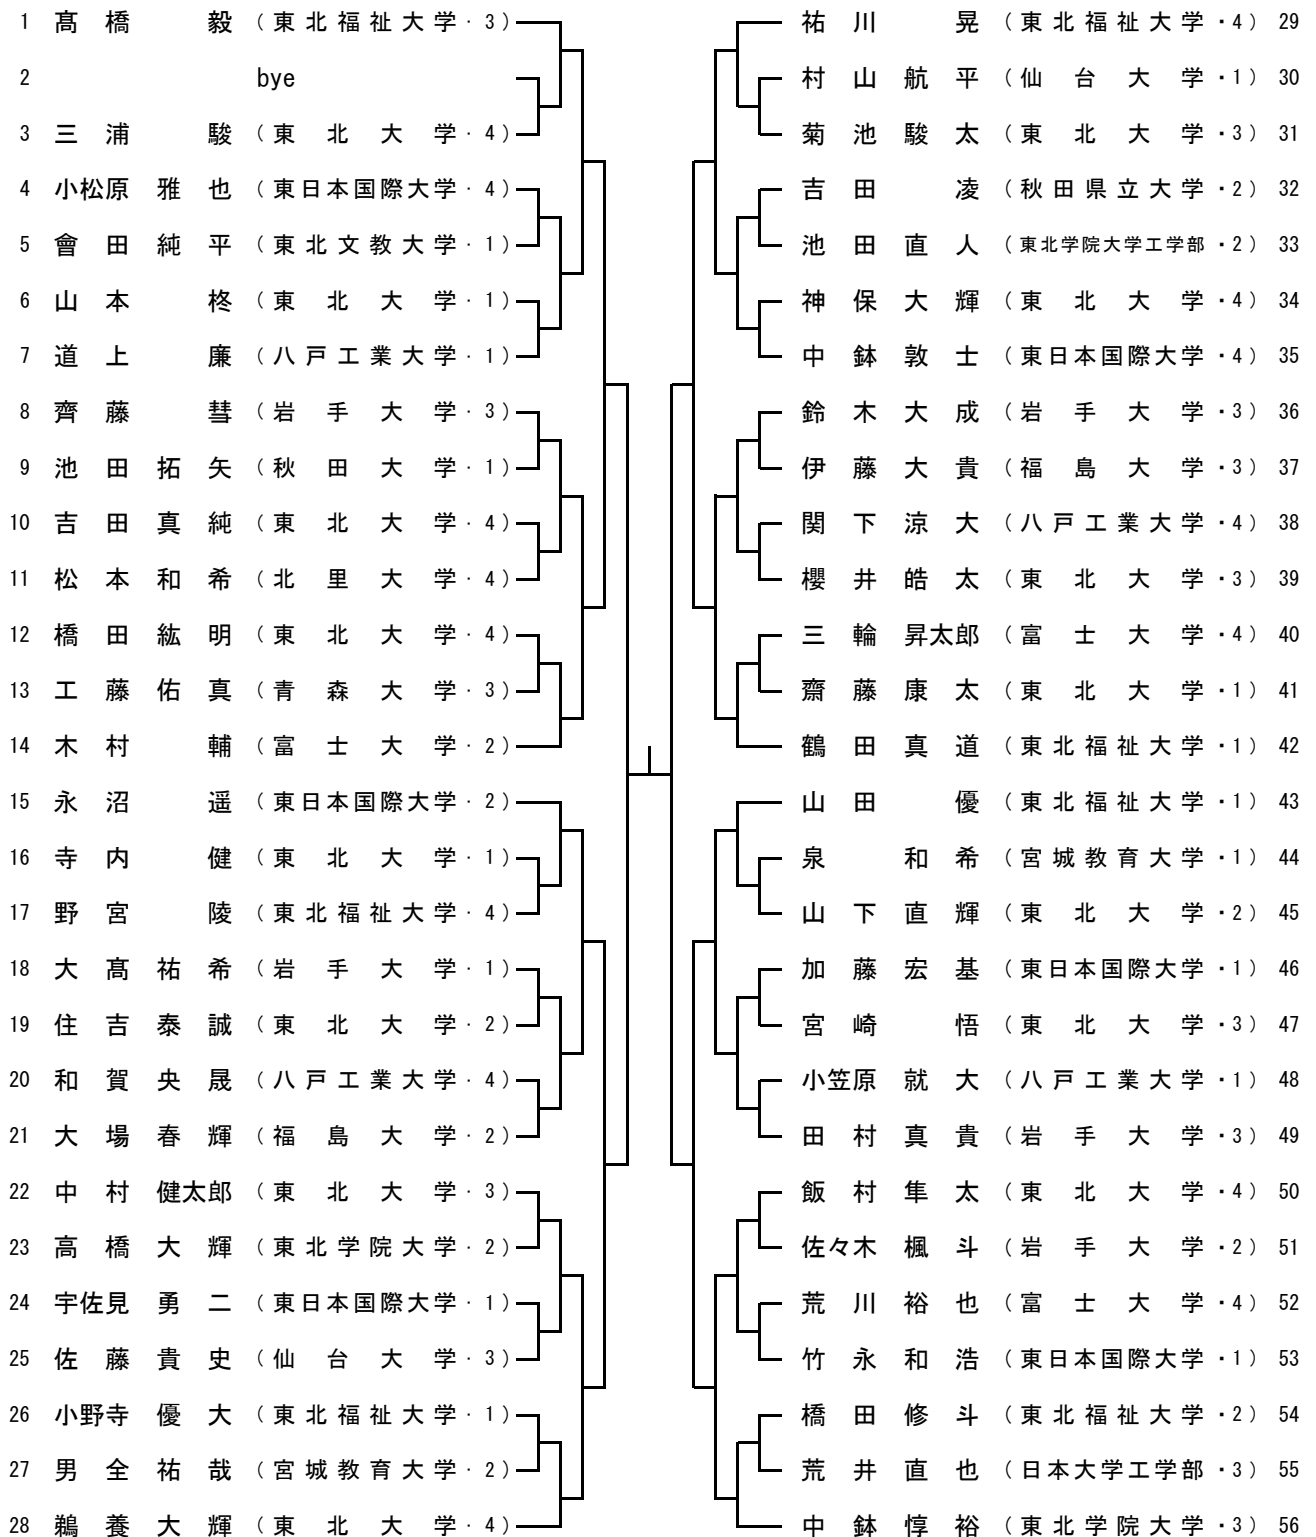 1 髙橋 毅 (東北福祉大学・3)
2 bye
3 三浦 駿 (東北大学・4)
4 小松原 雅也 (東日本国際大学・4)
5 會田 純平 (東北文教大学・1)
6 山本 柊 (東北大学・1)
7 道上 廉 (八戸工業大学・1)
8 齊藤 彗 (岩手大学・3)
9 池田 拓矢 (秋田大学・1)
10 吉田 真純 (東北大学・4)
11 松本 和希 (北里大学・4)
12 橋田 紘明 (東北大学・4)
13 工藤 佑真 (青森大学・3)
14 木村 輔 (富士大学・2)
15 永沼 遥 (東日本国際大学・2)
16 寺内 健 (東北大学・1)
17 野宮 陵 (東北福祉大学・4)
18 大髙 祐希 (岩手大学・1)
19 住吉 泰誠 (東北大学・2)
20 和賀 央晟 (八戸工業大学・4)
21 大場 春輝 (福島大学・2)
22 中村 健太郎 (東北大学・3)
23 高橋 大輝 (東北学院大学・2)
24 宇佐見 勇二 (東日本国際大学・1)
25 佐藤 貴史 (仙台大学・3)
26 小野寺 優大 (東北福祉大学・1)
27 男全 祐哉 (宮城教育大学・2)
28 鵜養 大輝 (東北大学・4)
祐川 晃 (東北福祉大学・4) 29
村山 航平 (仙台大学・1) 30
菊池 駿太 (東北大学・3) 31
吉田 凌 (秋田県立大学・2) 32
池田 直人 (東北学院大学工学部・2) 33
神保 大輝 (東北大学・4) 34
中鉢 敦士 (東日本国際大学・4) 35
鈴木 大成 (岩手大学・3) 36
伊藤 大貴 (福島大学・3) 37
関下 涼大 (八戸工業大学・4) 38
櫻井 皓太 (東北大学・3) 39
三輪 昇太郎 (富士大学・4) 40
齋藤 康太 (東北大学・1) 41
鶴田 真道 (東北福祉大学・1) 42
山田 優 (東北福祉大学・1) 43
泉 和希 (宮城教育大学・1) 44
山下 直輝 (東北大学・2) 45
加藤 宏基 (東日本国際大学・1) 46
宮崎 悟 (東北大学・3) 47
小笠原 就大 (八戸工業大学・1) 48
田村 真貴 (岩手大学・3) 49
飯村 隼太 (東北大学・4) 50
佐々木 楓斗 (岩手大学・2) 51
荒川 裕也 (富士大学・4) 52
竹永 和浩 (東日本国際大学・1) 53
橋田 修斗 (東北福祉大学・2) 54
荒井 直也 (日本大学工学部・3) 55
中鉢 惇裕 (東北学院大学・3) 56